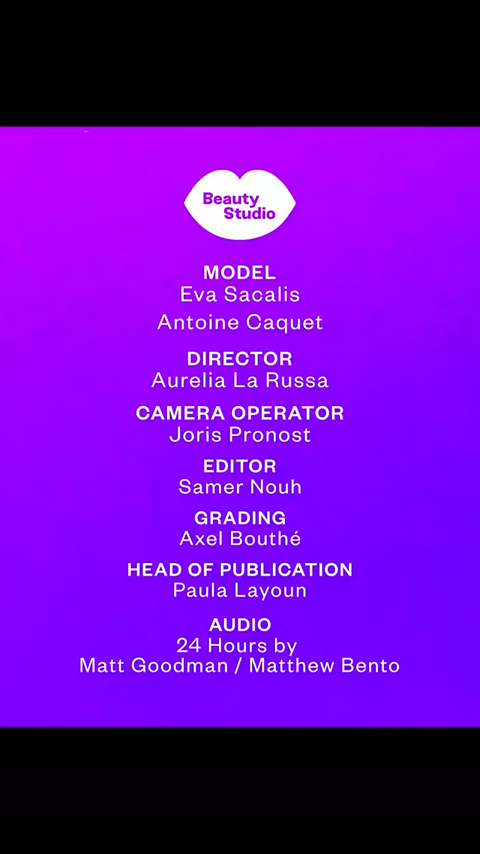 Beauty
Studio
MODEL
Eva Sacalis
Antoine Caquet
DIRECTOR
Aurelia La Russa
CAMERA OPERATOR
Joris Pronost
EDITOR
Samer Nouh
GRADING
Axel Bouthé
HEAD OF PUBLICATION
Paula Layoun
AUDIO
24 Hours by
Matt Goodman / Matthew Bento